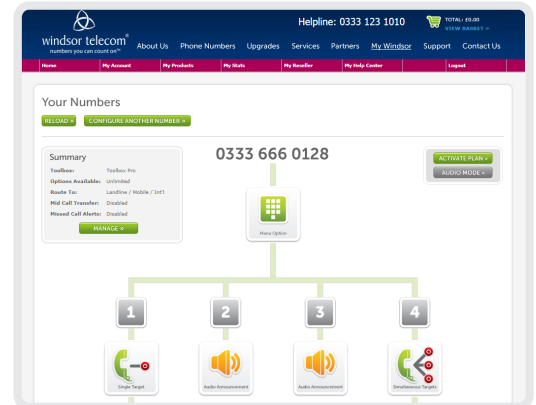 windsor telecom®
numbers you can count on™
Helpline: 0333 123 1010
TOTAL: £0.00
VIEW BASKET »
About Us Phone Numbers Upgrades Services Partners My Windsor Support Contact Us
Home My Account My Products My Stats My Reseller My Help Center Logout
Your Numbers
RELOAD » CONFIGURE ANOTHER NUMBER »
Summary
Toolbox: Toolbox Pro
Options Available: Unlimited
Route To: Landline / Mobile / Int'l
Mid Call Transfer: Disabled
Missed Call Alerts: Disabled
MANAGE »
0333 666 0128
ACTIVATE PLAN »
AUDIO MODE »
Menu Option
1 2 3 4
Single Target Audio Announcement Audio Announcement Simultaneous Targets